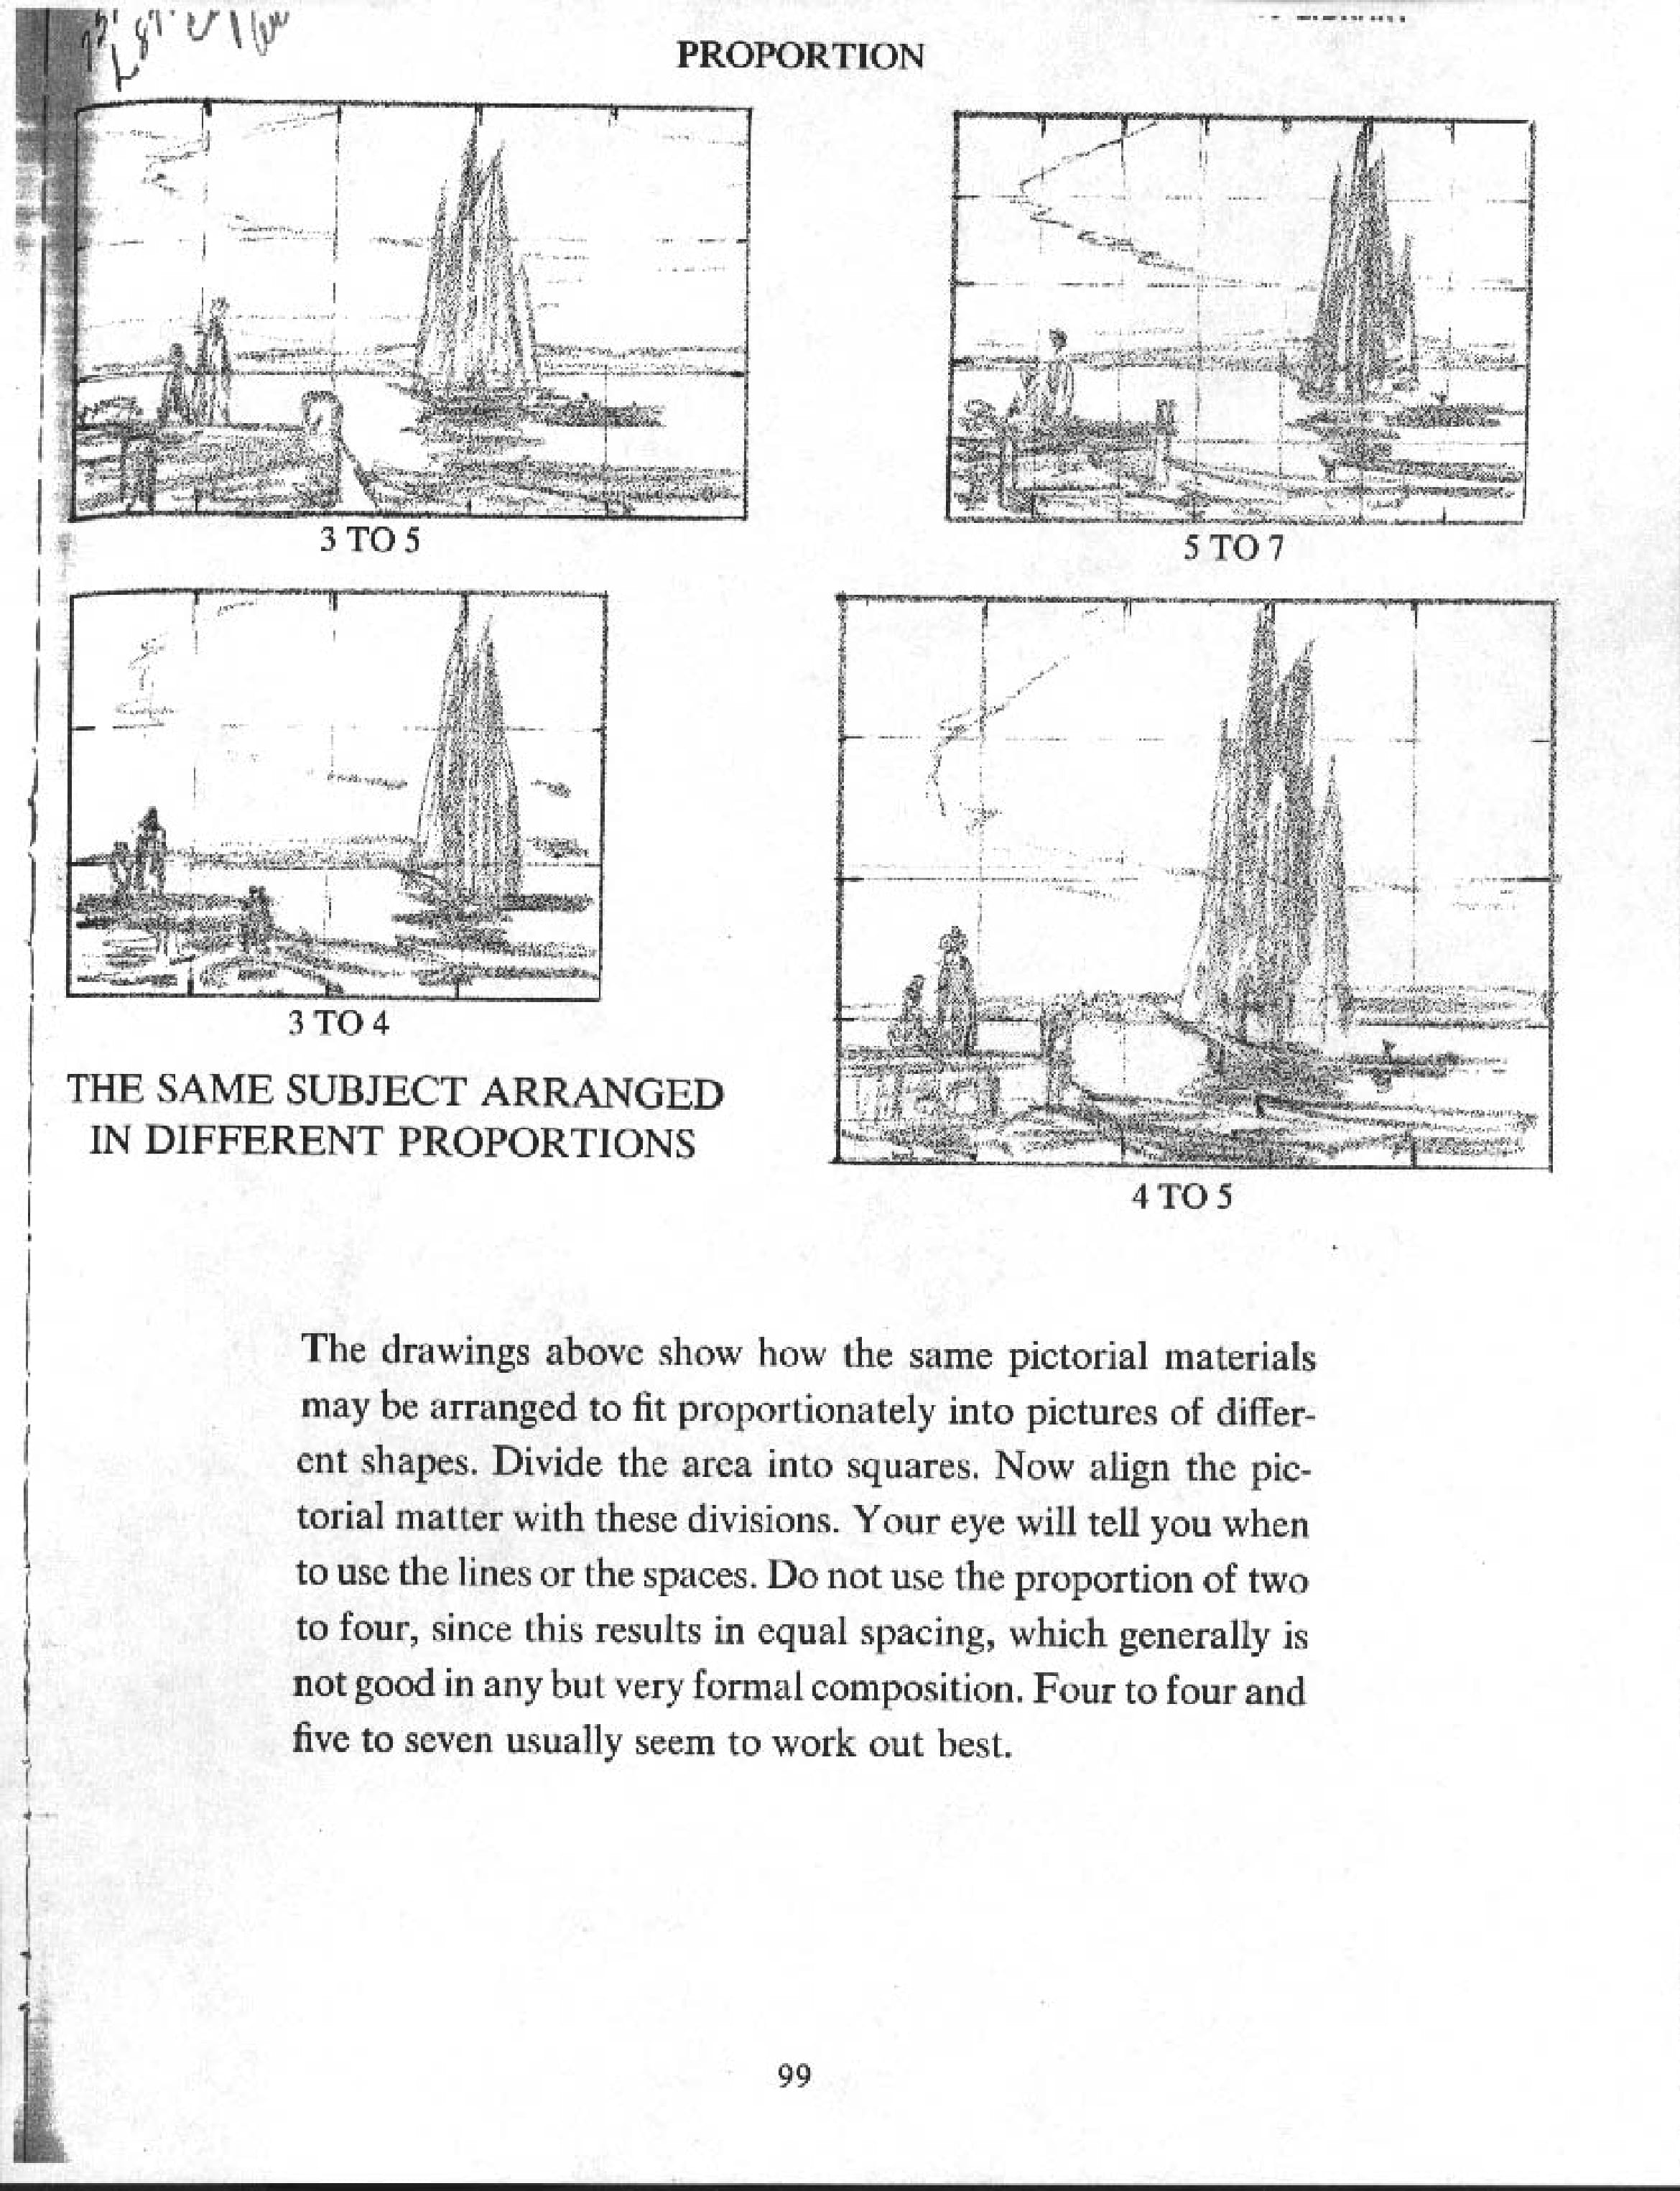 PROPORTION
3 TO 5
5 TO 7
3 TO 4
THE SAME SUBJECT ARRANGED
IN DIFFERENT PROPORTIONS
4 TO 5
The drawings above show how the same pictorial materials
may be arranged to fit proportionately into pictures of differ-
ent shapes. Divide the area into squares. Now align the pic-
torial matter with these divisions. Your eye will tell you when
to use the lines or the spaces. Do not use the proportion of two
to four, since this results in equal spacing, which generally is
not good in any but very formal composition. Four to four and
five to seven usually seem to work out best.
99